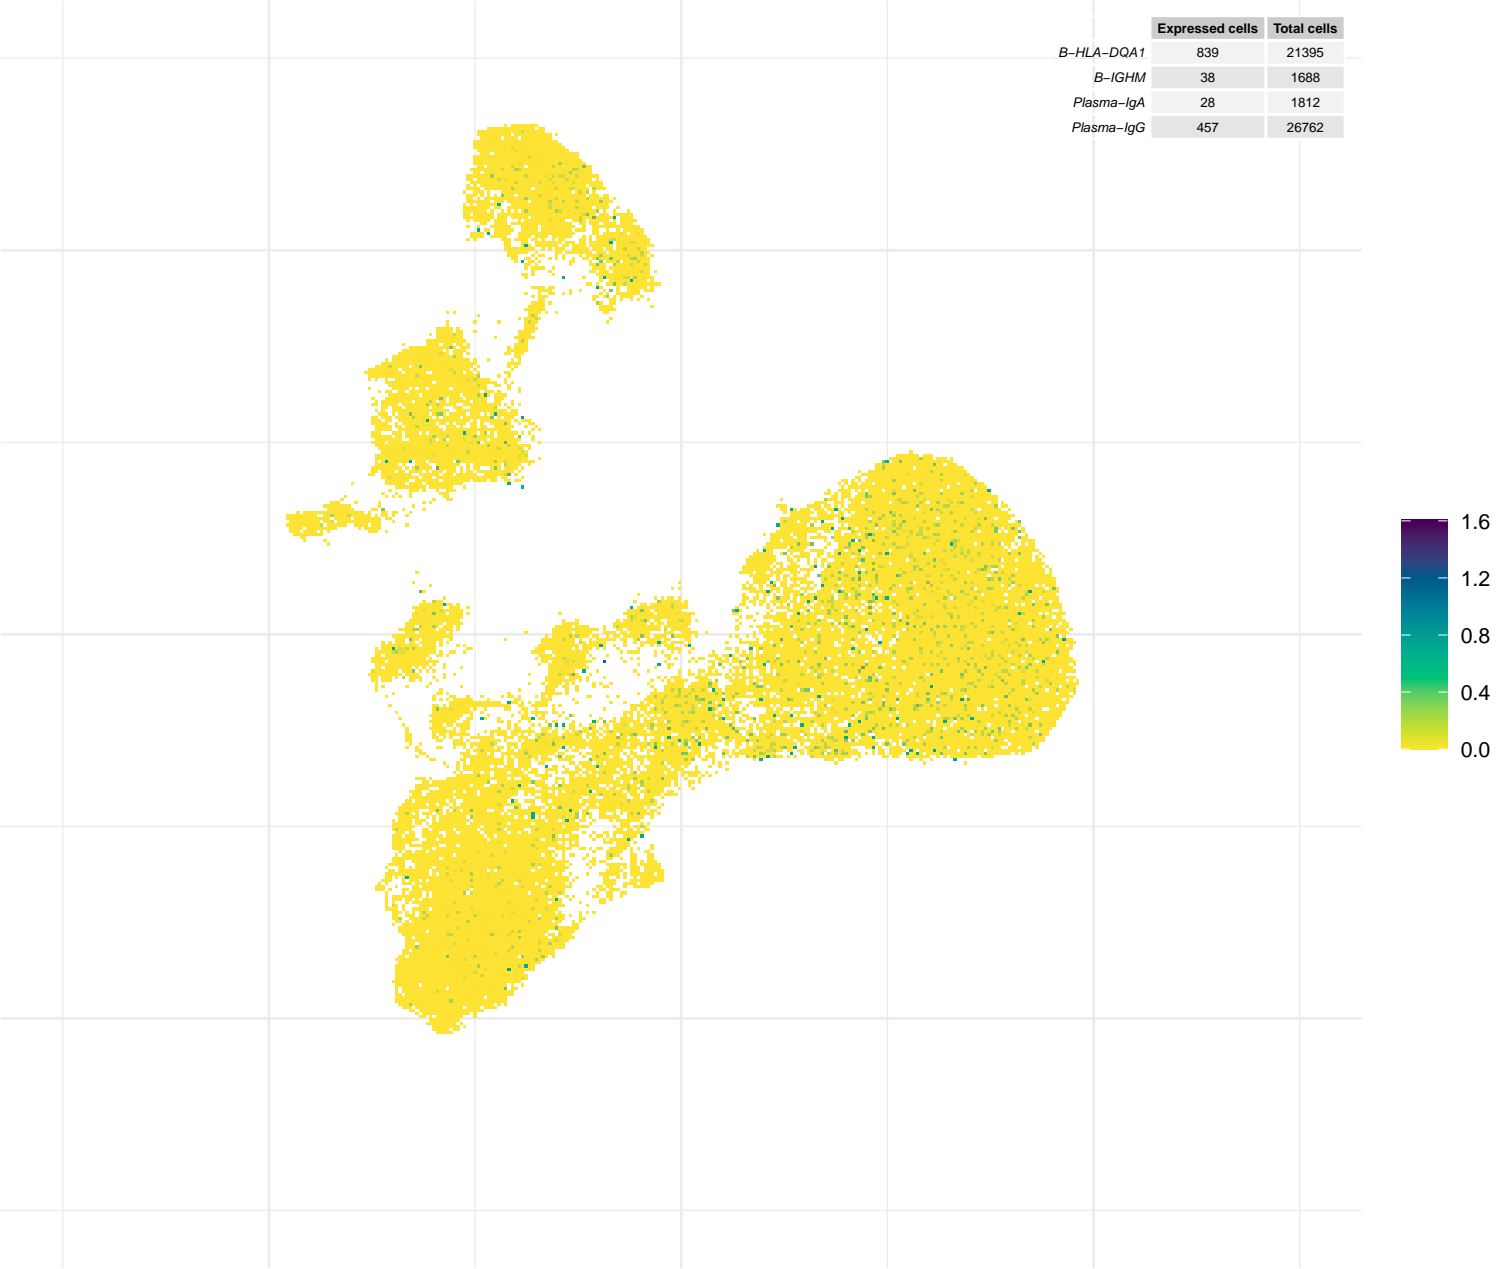 Expressed cells Total cells
B−HLA−DQA1 839 21395
B−IGHM 38 1688
Plasma−IgA 28 1812
Plasma−IgG 457 26762
1.6
1.2
0.8
0.4
0.0